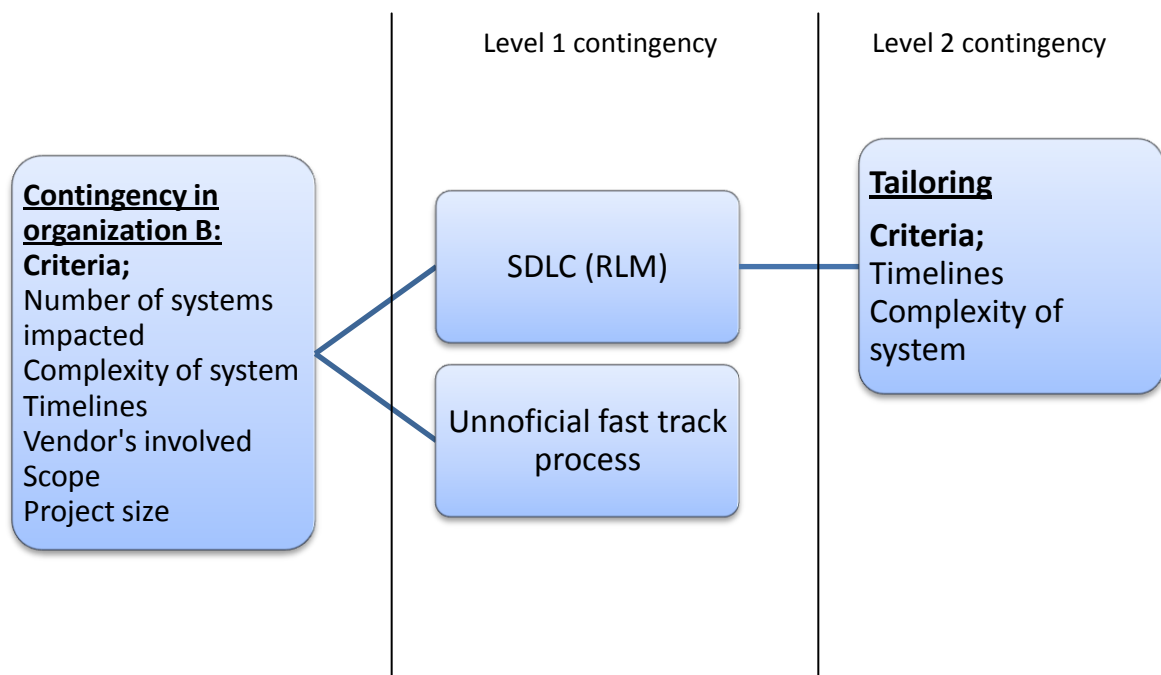 Level 1 contingency
Level 2 contingency
Contingency in
organization B:
Criteria;
Number of systems
impacted
Complexity of system
Timelines
Vendor's involved
Scope
Project size
SDLC (RLM)
Unnoficial fast track
process
Tailoring
Criteria;
Timelines
Complexity of
system